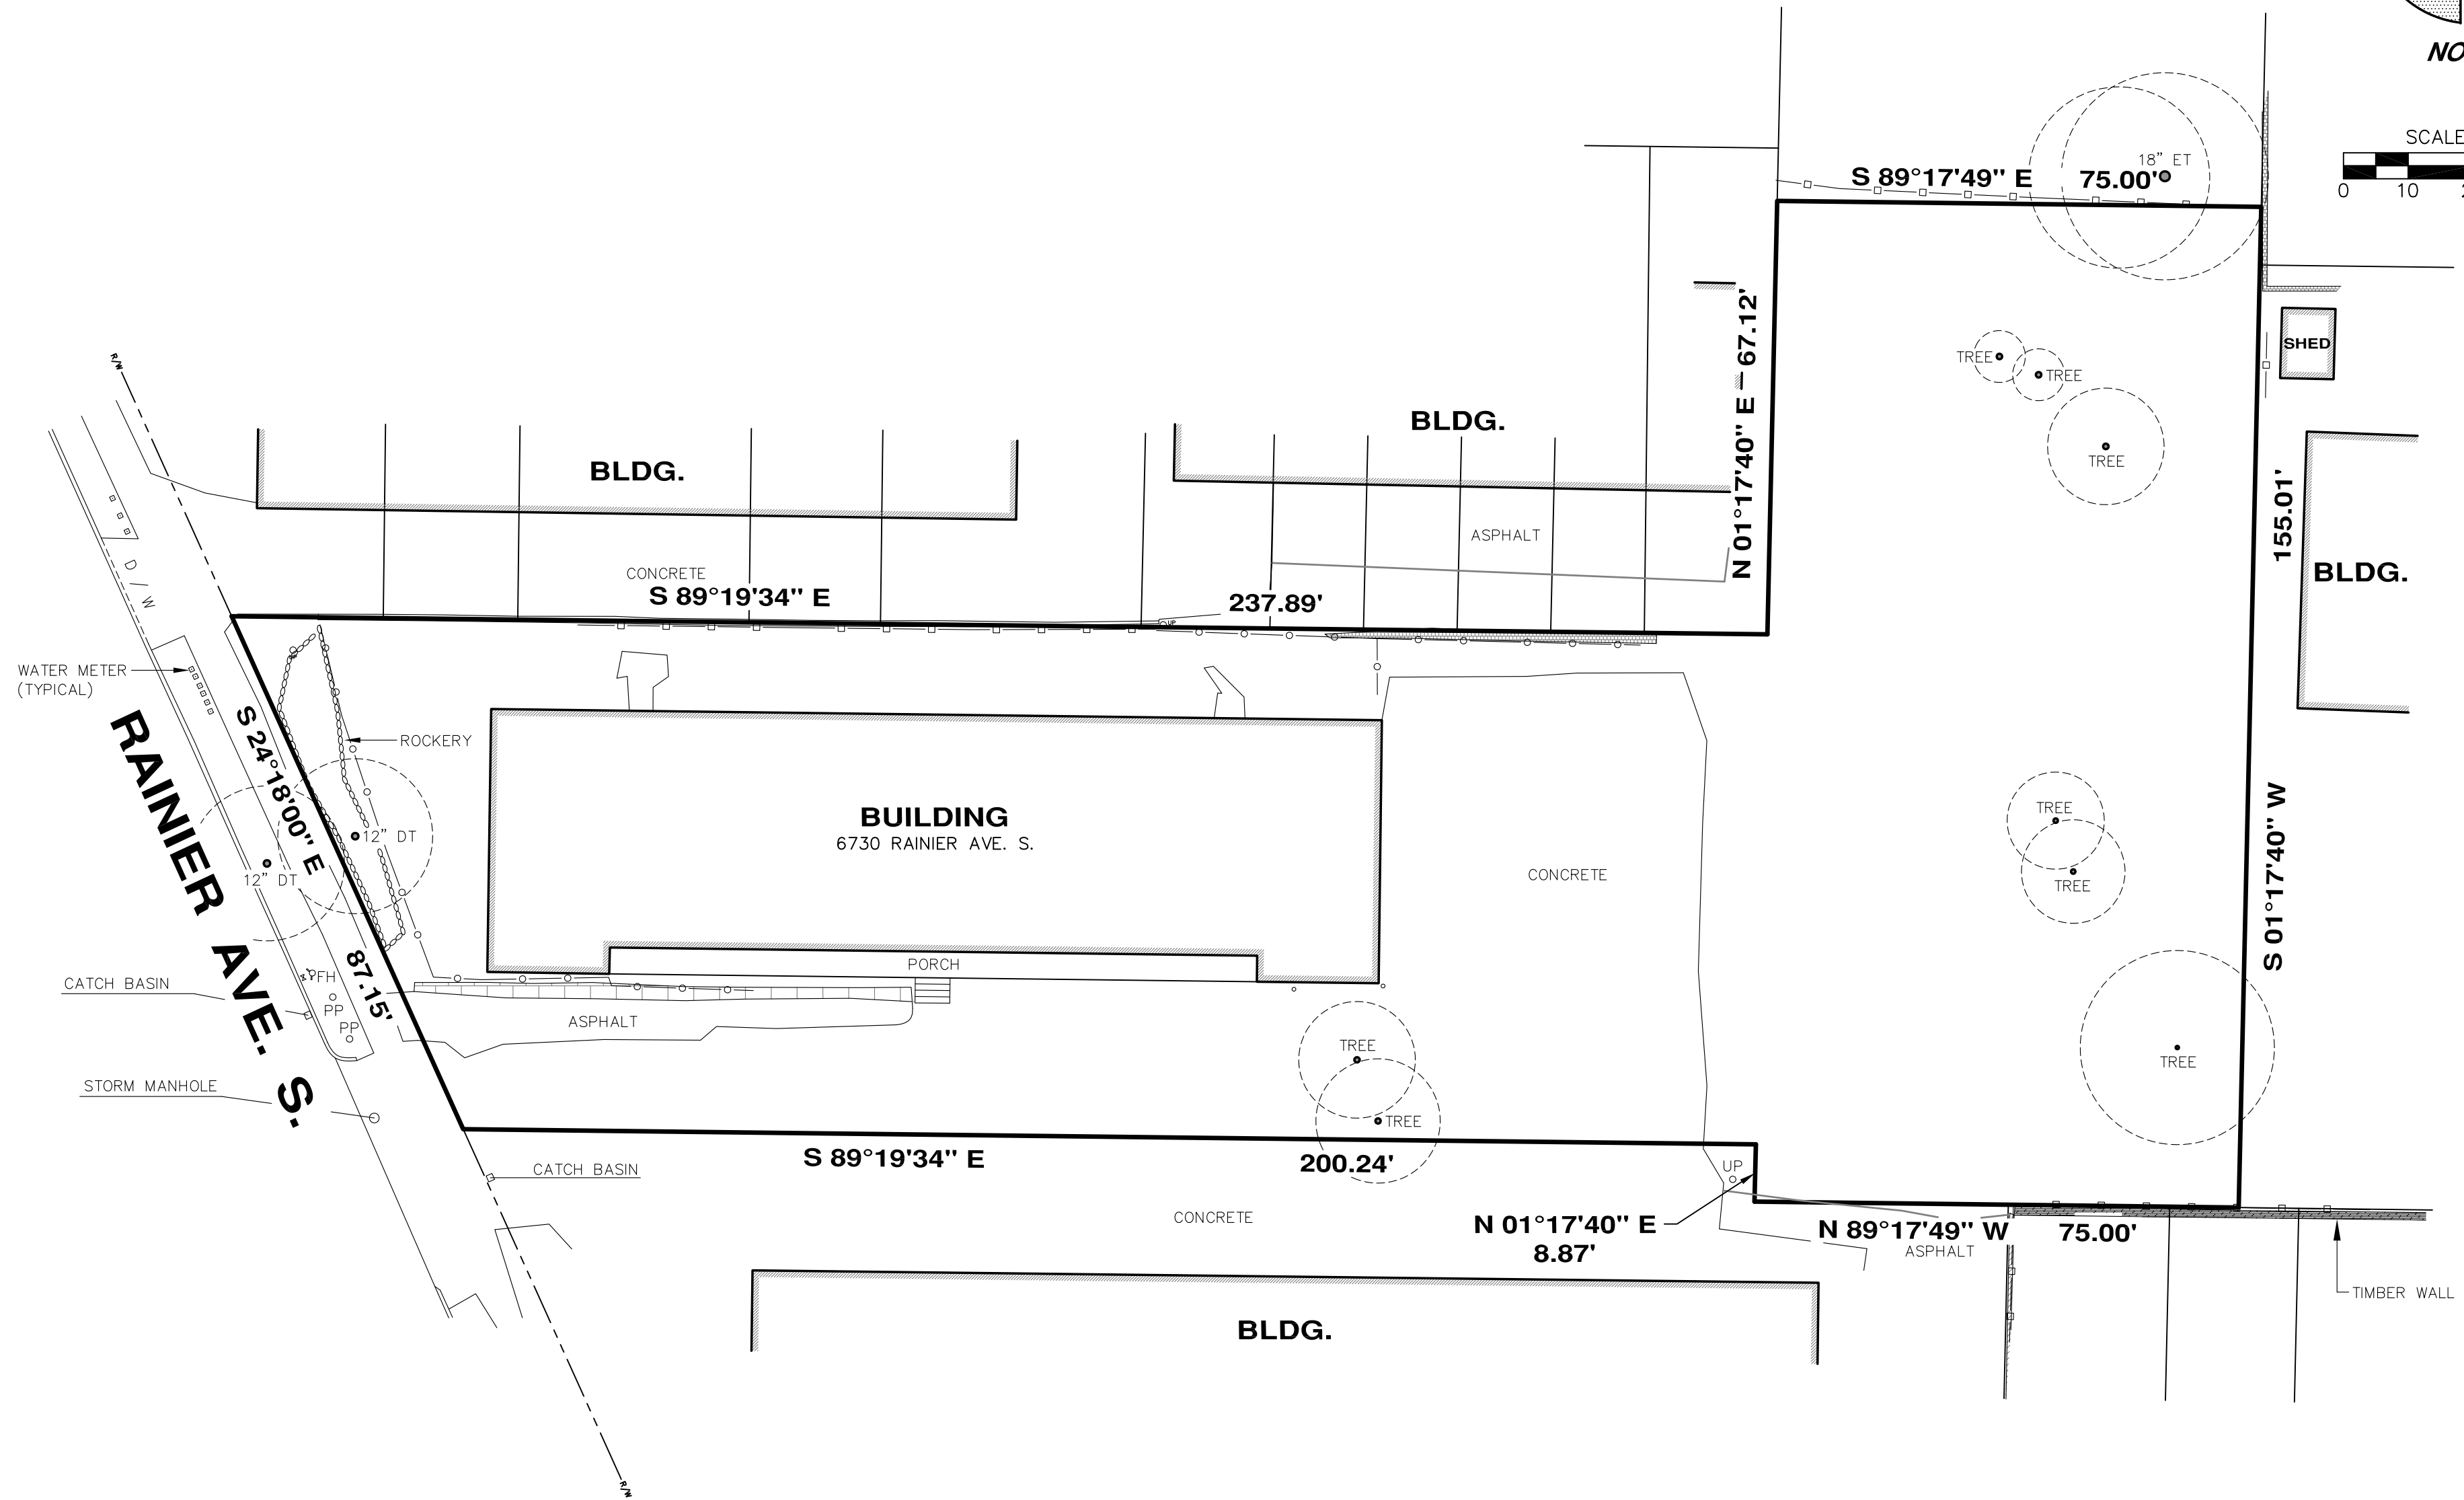 NO
SCALE
0 10
18” ET
S 89°17'49" E 75.00'
N 01°17'40" E 67.12'
TREE
TREE
TREE
SHED
155.01'
BLDG.
S 01°17'40" W
R/W
BLDG.
BLDG.
ASPHALT
CONCRETE
S 89°19'34" E 237.89'
UP
D/W
WATER METER
(TYPICAL)
RAINIER AVE. S.
S 24°18'00" E 87.15'
ROCKERY
12” DT
12” DT
BUILDING
6730 RAINIER AVE. S.
PORCH
CONCRETE
TREE
TREE
TREE
CATCH BASIN
FH
PP
PP
ASPHALT
TREE
TREE
STORM MANHOLE
CATCH BASIN
S 89°19'34" E 200.24'
UP
CONCRETE
N 01°17'40" E
8.87'
N 89°17'49" W 75.00'
ASPHALT
TIMBER WALL
BLDG.
R/W